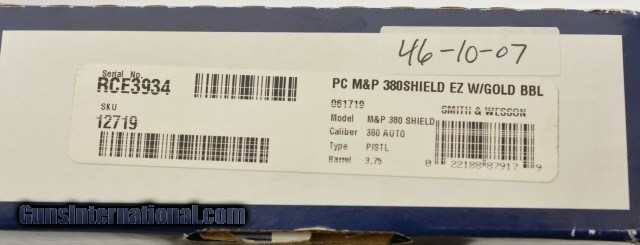 46-10-07
Serial No.
RCE3934
SKU
12719
PC M&P 380SHIELD EZ W/GOLD BBL
061719
SMITH & WESSON
Model M&P 380 SHIELD
Caliber 380 AUTO
Type PISTL
Barrel 3.75
0 22188 87917 9
GunsInternational.com